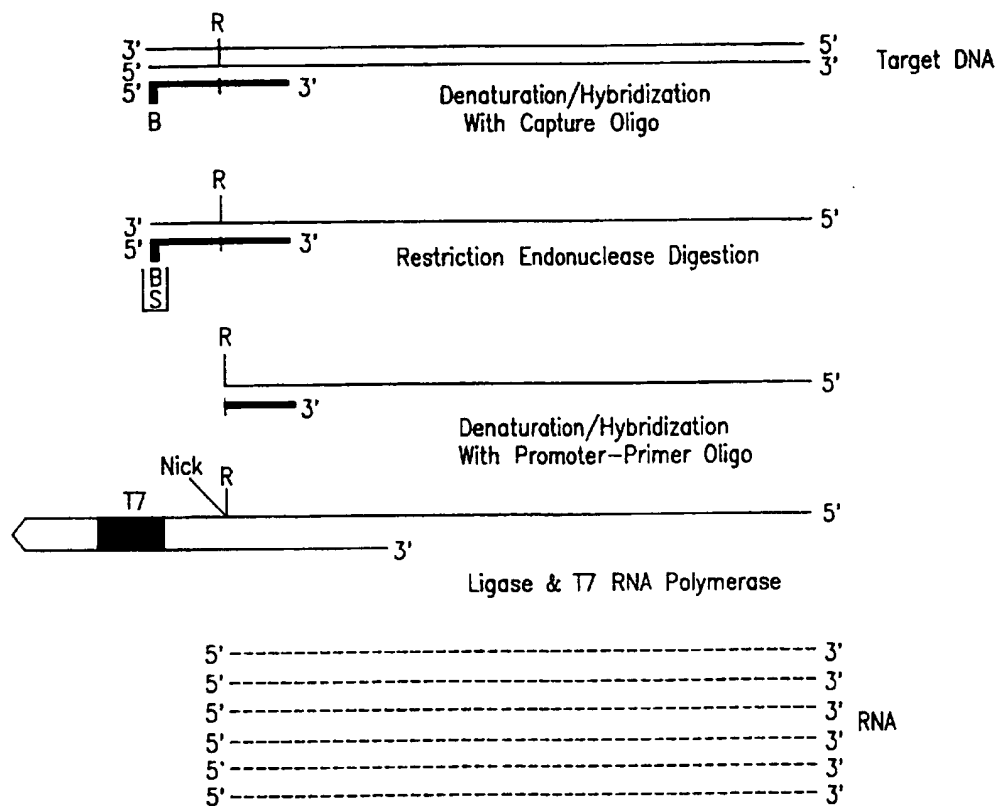 R
3' 5'
5' 3' Target DNA
5' 3' Denaturation/Hybridization
B With Capture Oligo
R
3' 5'
5' 3' Restriction Endonuclease Digestion
B
S
R
5'
3'
Denaturation/Hybridization
With Promoter-Primer Oligo
Nick R
T7
5'
3'
Ligase & T7 RNA Polymerase
5' 3'
5' 3'
5' 3' RNA
5' 3'
5' 3'
5' 3'